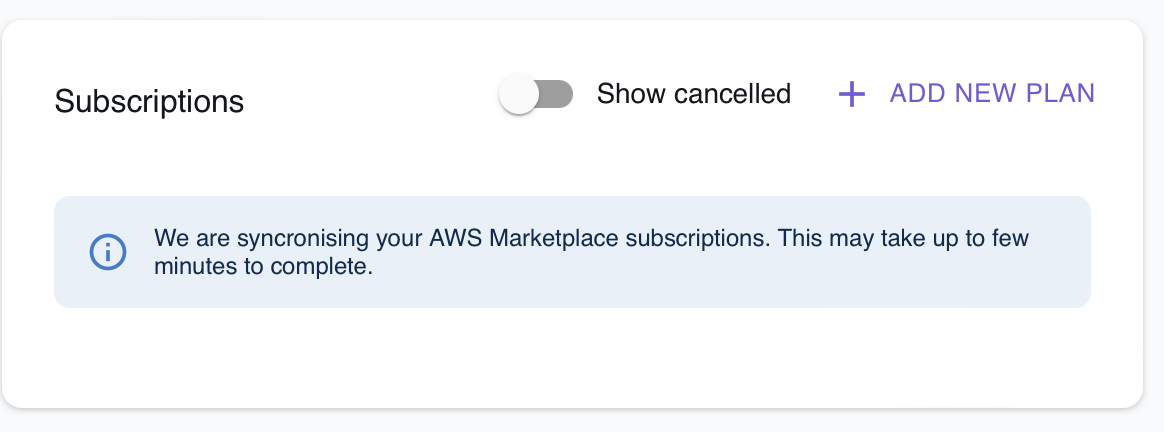 Subscriptions
Show cancelled
ADD NEW PLAN
We are syncronising your AWS Marketplace subscriptions. This may take up to few
minutes to complete.